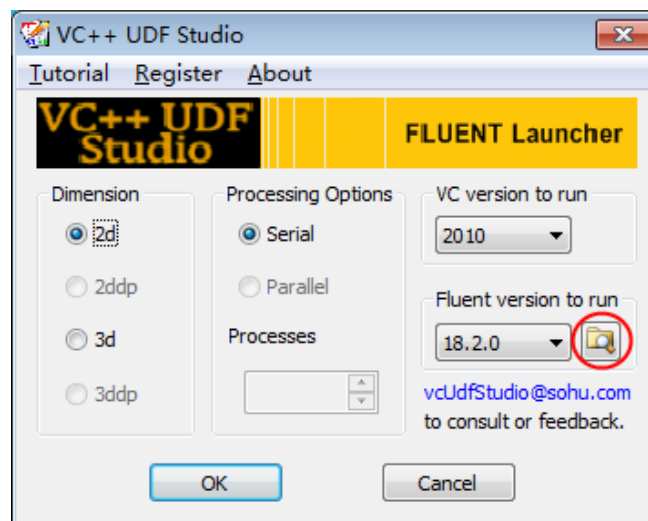 VC++ UDF Studio
Tutorial Register About
VC++ UDF
Studio
FLUENT Launcher
Dimension
2d
2ddp
3d
3ddp
Processing Options
Serial
Parallel
Processes
VC version to run
2010
Fluent version to run
18.2.0
vcUdfStudio@sohu.com
to consult or feedback.
OK
Cancel